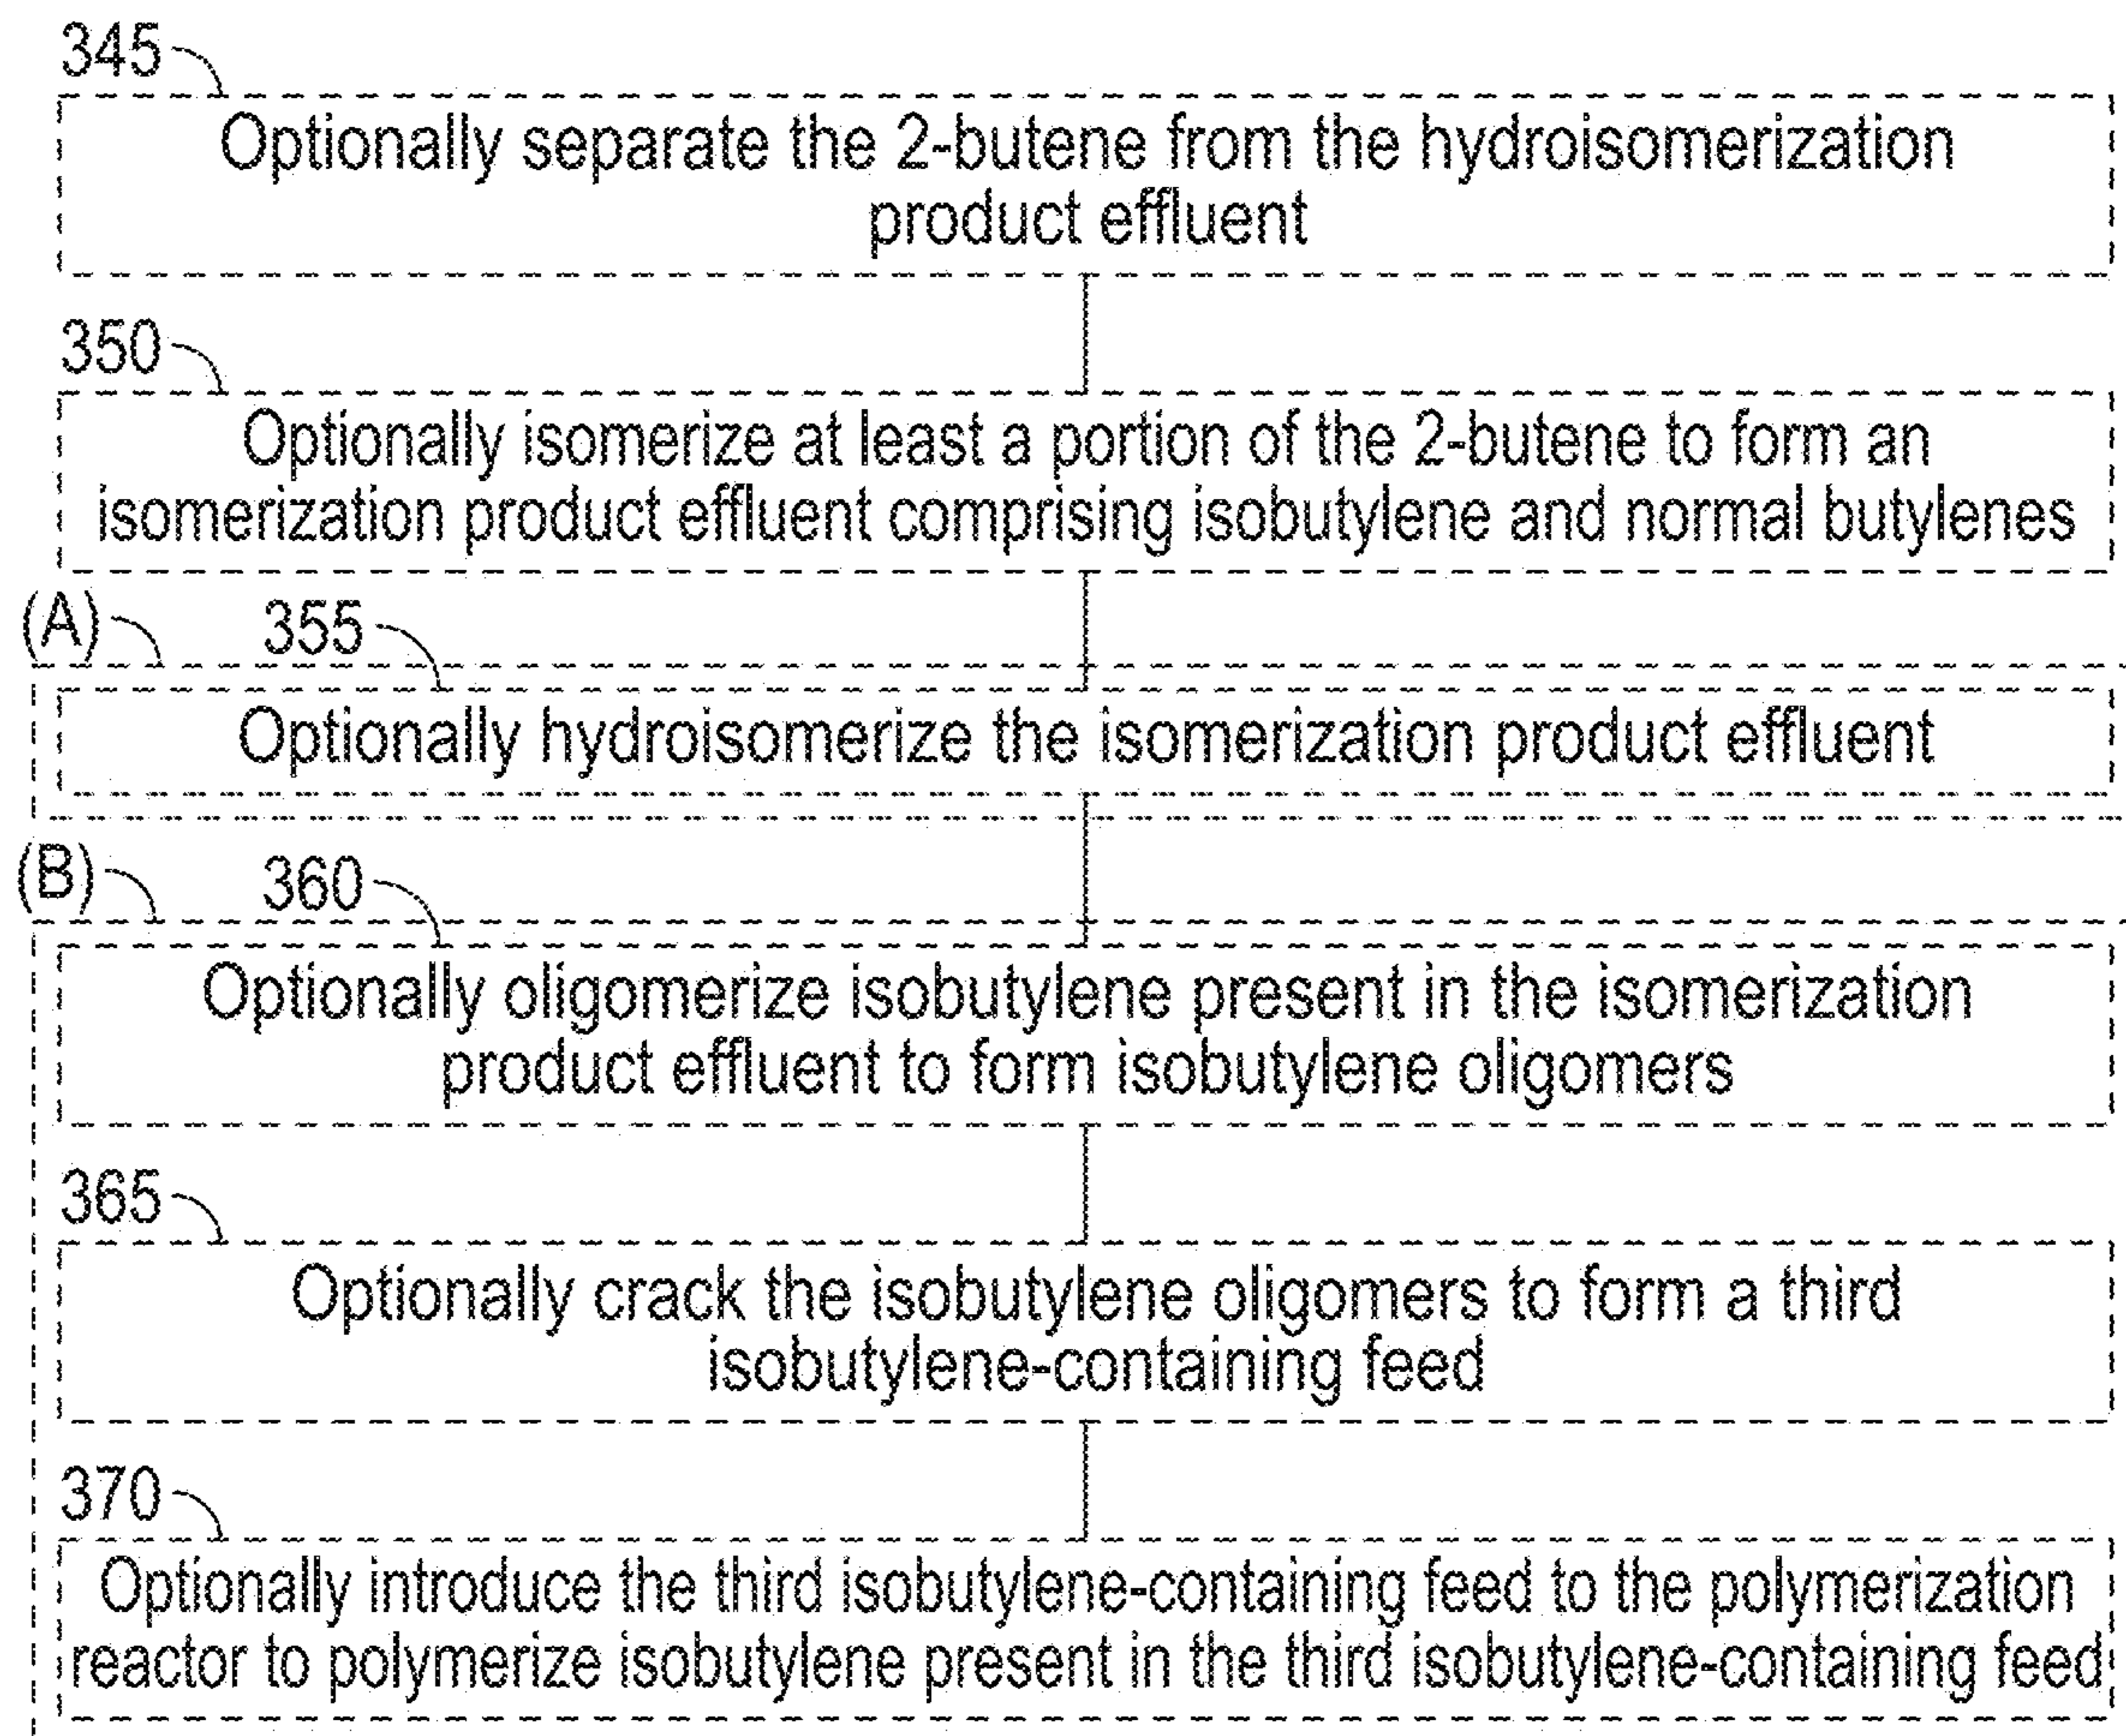 345
Optionally separate the 2-butene from the hydroisomerization
product effluent
350
Optionally isomerize at least a portion of the 2-butene to form an
isomerization product effluent comprising isobutylene and normal butylenes
(A)
355
Optionally hydroisomerize the isomerization product effluent
(B)
360
Optionally oligomerize isobutylene present in the isomerization
product effluent to form isobutylene oligomers
365
Optionally crack the isobutylene oligomers to form a third
isobutylene-containing feed
370
Optionally introduce the third isobutylene-containing feed to the polymerization
reactor to polymerize isobutylene present in the third isobutylene-containing feed